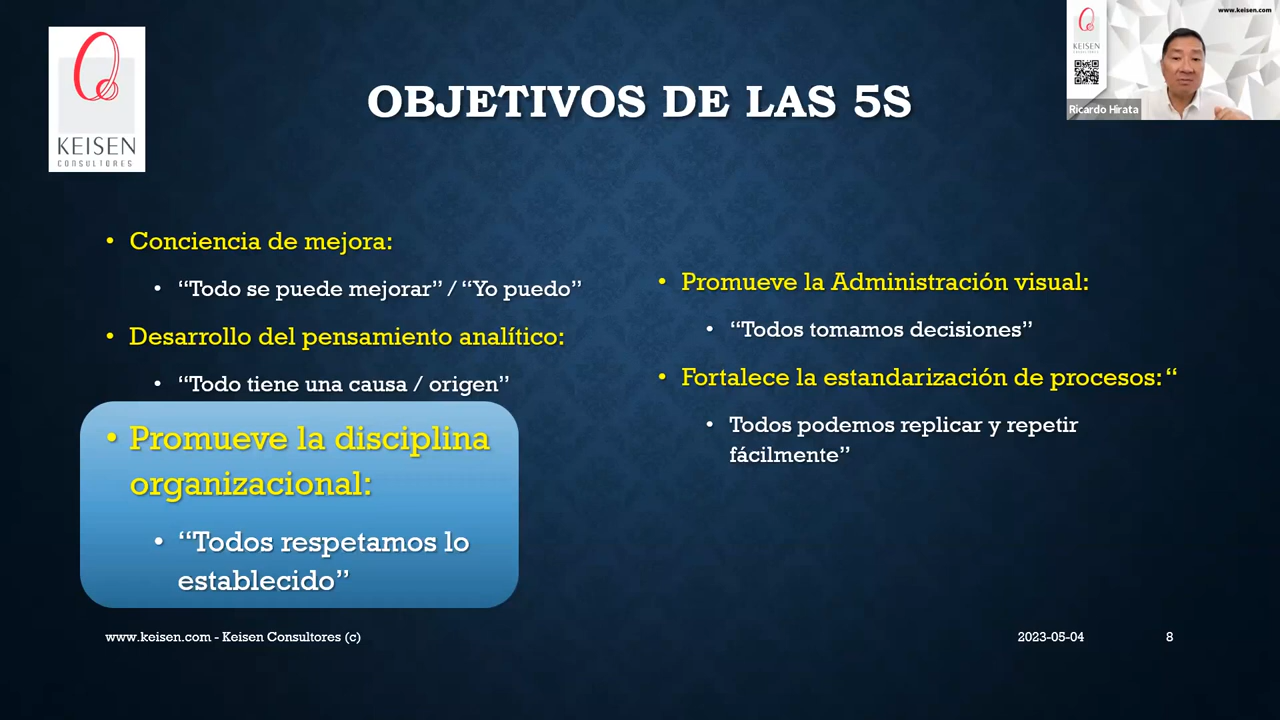 KEISEN
CONSULTORES
OBJETIVOS DE LAS 5S
www.keisen.com
KEISEN
CONSULTORES
Ricardo Hirata
• Conciencia de mejora:
• “Todo se puede mejorar” / “Yo puedo”
• Desarrollo del pensamiento analítico:
• “Todo tiene una causa / origen”
• Promueve la disciplina
organizacional:
• “Todos respetamos lo
establecido”
• Promueve la Administración visual:
• “Todos tomamos decisiones”
• Fortalece la estandarización de procesos: “
• Todos podemos replicar y repetir
fácilmente”
www.keisen.com - Keisen Consultores (c)
2023-05-04
8